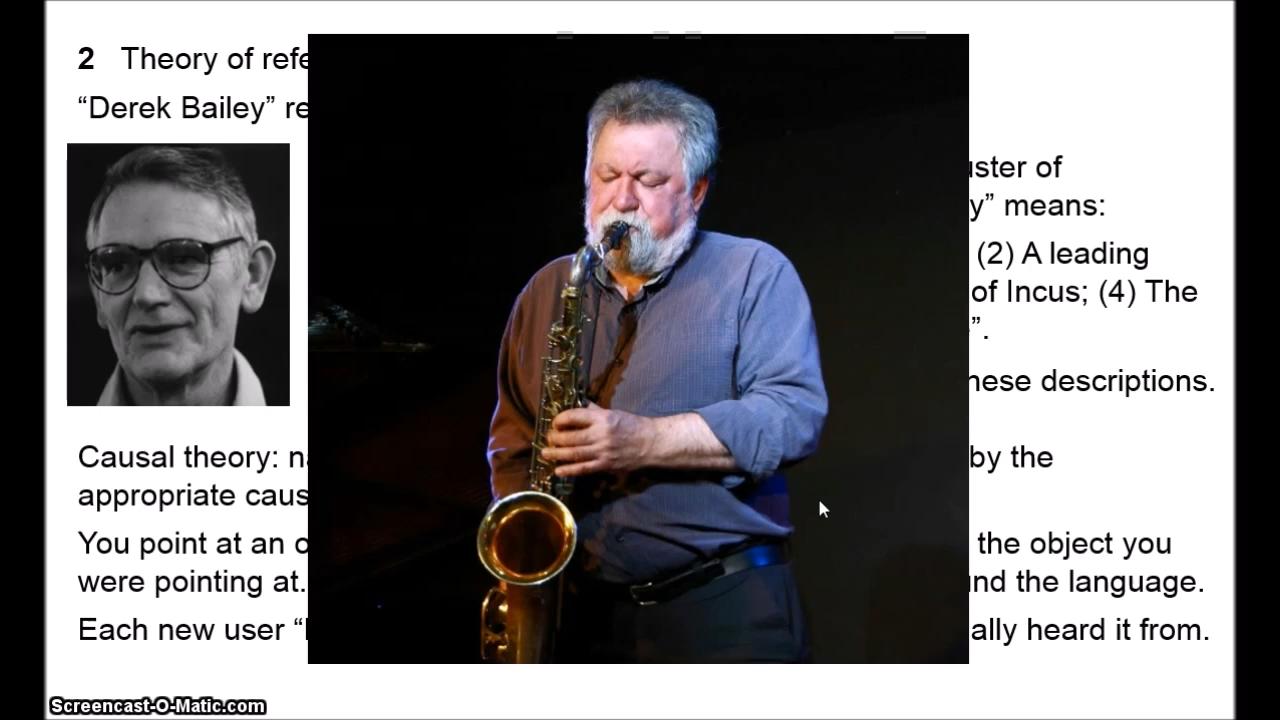 2 Theory of refe
“Derek Bailey” re
uster of
y” means:
(2) A leading
of Incus; (4) The
”.
hese descriptions.
Causal theory: n
by the
appropriate caus
You point at an o
the object you
were pointing at.
nd the language.
Each new user “
ally heard it from.
Screencast-O-Matic.com